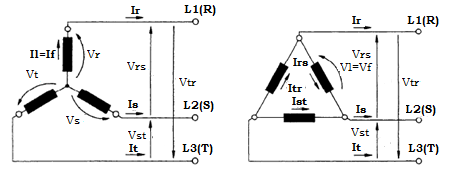 Ir L1(R)
Il=If Vr Vrs
Vt Vtr
Is L2(S)
Vs Vst
It L3(T)
Ir L1(R)
Irs Vrs
Vl=Vf Vtr
Itr
Ist Is L2(S)
Vst
It L3(T)